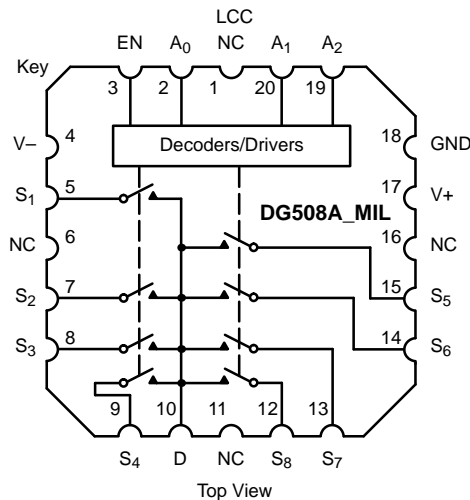 LCC
EN A0 NC A1 A2
Key
3 2 1 20 19
Decoders/Drivers
V– 4 18 GND
S1 5 17 V+
DG508A_MIL
NC 6 16 NC
S2 7 15 S5
S3 8 14 S6
9 10 11 12 13
S4 D NC S8 S7
Top View